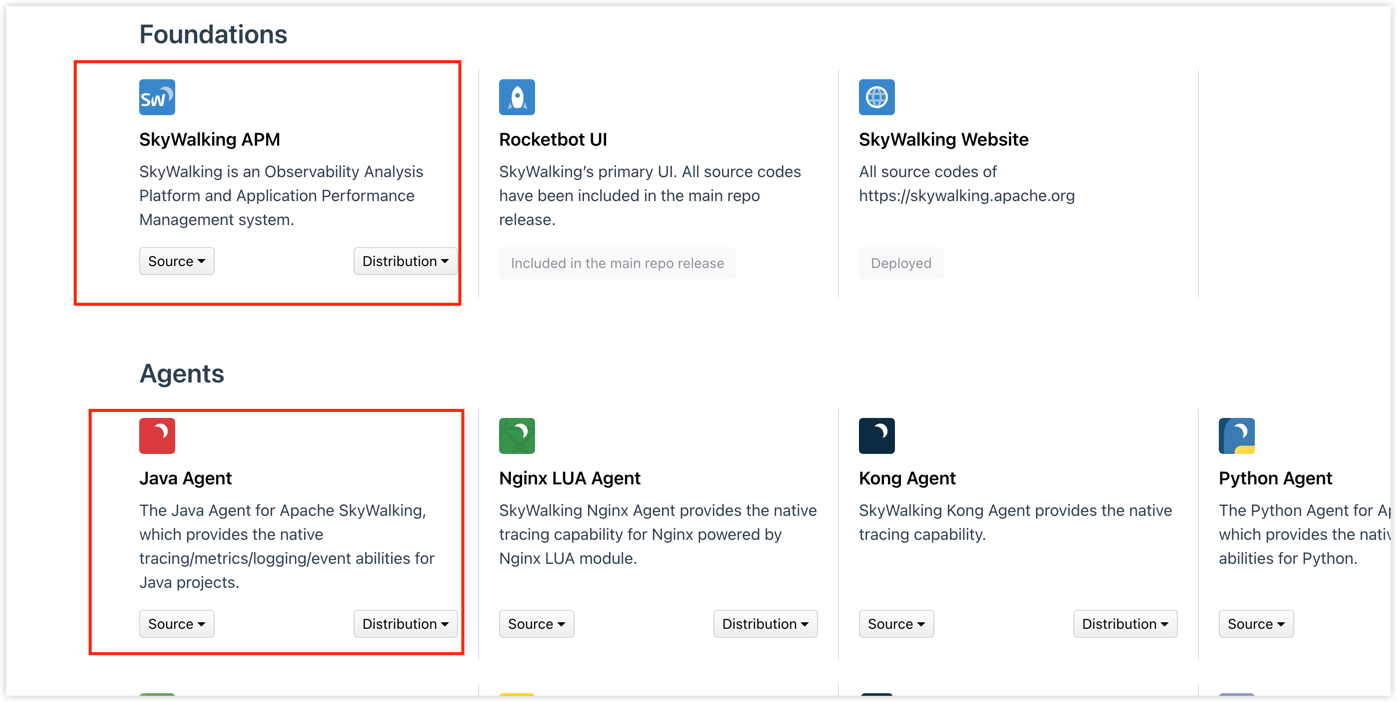 Foundations
SW
SkyWalking APM
SkyWalking is an Observability Analysis
Platform and Application Performance
Management system.
Source
Distribution
Rocketbot UI
SkyWalking’s primary UI. All source codes
have been included in the main repo
release.
Included in the main repo release
SkyWalking Website
All source codes of
https://skywalking.apache.org
Deployed
Agents
Java Agent
The Java Agent for Apache SkyWalking,
which provides the native
tracing/metrics/logging/event abilities for
Java projects.
Source
Distribution
Nginx LUA Agent
SkyWalking Nginx Agent provides the native
tracing capability for Nginx powered by
Nginx LUA module.
Source
Distribution
Kong Agent
SkyWalking Kong Agent provides the native
tracing capability.
Source
Distribution
Python Agent
The Python Agent for
which provides the
abilities for Python.
Source